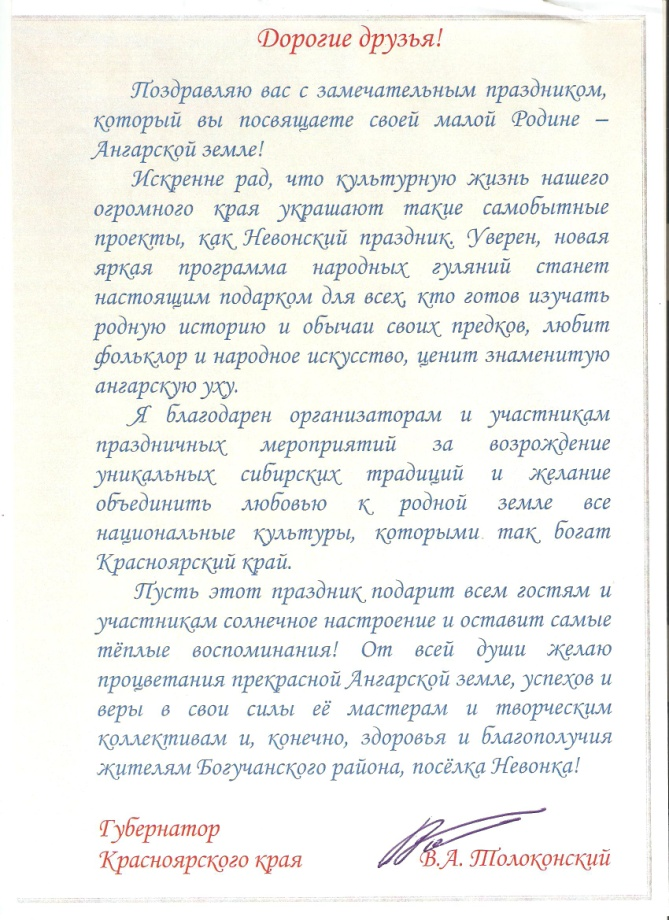 Дорогие друзья!
Поздравляю вас с замечательным праздником,
который вы посвящаете своей малой Родине –
Ангарской земле!
Искренне рад, что культурную жизнь нашего
огромного края украшают такие самобытные
проекты, как Невонский праздник. Уверен, новая
яркая программа народных гуляний станет
настоящим подарком для всех, кто готов изучать
родную историю и обычаи своих предков, любит
фольклор и народное искусство, ценит знаменитую
ангарскую уху.
Я благодарен организаторам и участникам
праздничных мероприятий за возрождение
уникальных сибирских традиций и желание
объединить любовью к родной земле все
национальные культуры, которыми так богат
Красноярский край.
Пусть этот праздник подарит всем гостям и
участникам солнечное настроение и оставит самые
тёплые воспоминания! От всей души желаю
процветания прекрасной Ангарской земле, успехов и
веры в свои силы её мастерам и творческим
коллективам и, конечно, здоровья и благополучия
жителям Богучанского района, посёлка Невонка!
Губернатор
Красноярского края В.А. Толоконский